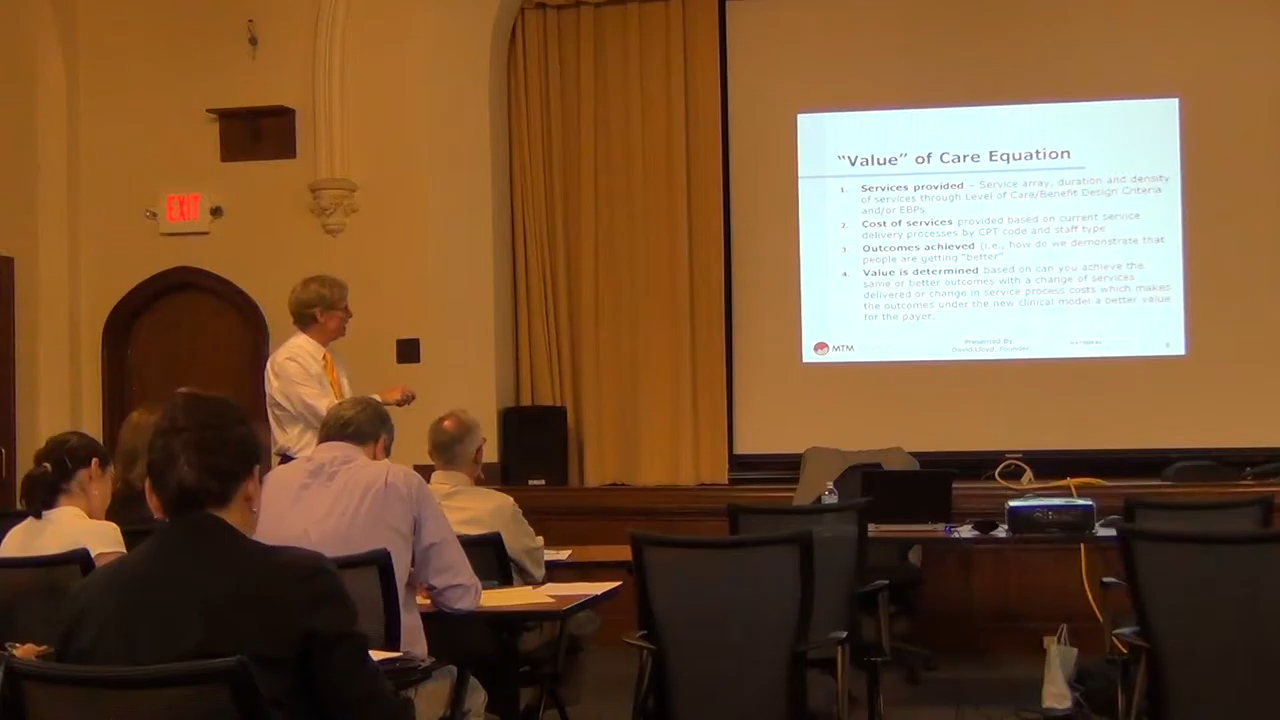 EXIT
“Value” of Care Equation
1. Services provided – Service array, duration and density
of services through Level of Care/Benefit Design Criteria
and/or EBPs
2. Cost of services provided based on current service
delivery processes by CPT code and staff type
3. Outcomes achieved (i.e., how do we demonstrate that
people are getting “better”
4. Value is determined based on can you achieve the
same or better outcomes with a change of services
delivered or change in service process costs which makes
the outcomes under the new clinical model a better value
for the payer.
MTM
Presented By
David Lloyd, Founder
8